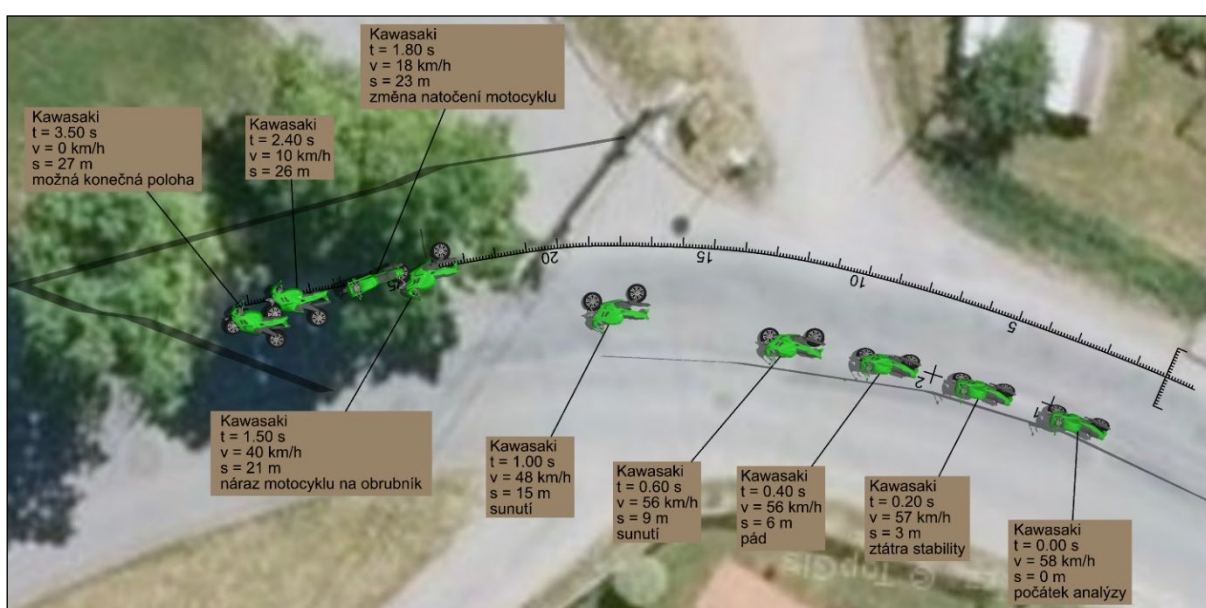 Kawasaki
t = 1.80 s
v = 18 km/h
s = 23 m
změna natočení motocyklu
Kawasaki
t = 3.50 s
v = 0 km/h
s = 27 m
možná konečná poloha
Kawasaki
t = 2.40 s
v = 10 km/h
s = 26 m
20
15
10
5
2
1
Kawasaki
t = 1.50 s
v = 40 km/h
s = 21 m
náraz motocyklu na obrubník
Kawasaki
t = 1.00 s
v = 48 km/h
s = 15 m
sunutí
Kawasaki
t = 0.60 s
v = 56 km/h
s = 9 m
sunutí
Kawasaki
t = 0.40 s
v = 56 km/h
s = 6 m
pád
Kawasaki
t = 0.20 s
v = 57 km/h
s = 3 m
ztátra stability
Kawasaki
t = 0.00 s
v = 58 km/h
s = 0 m
počátek analýzy
© TopGis